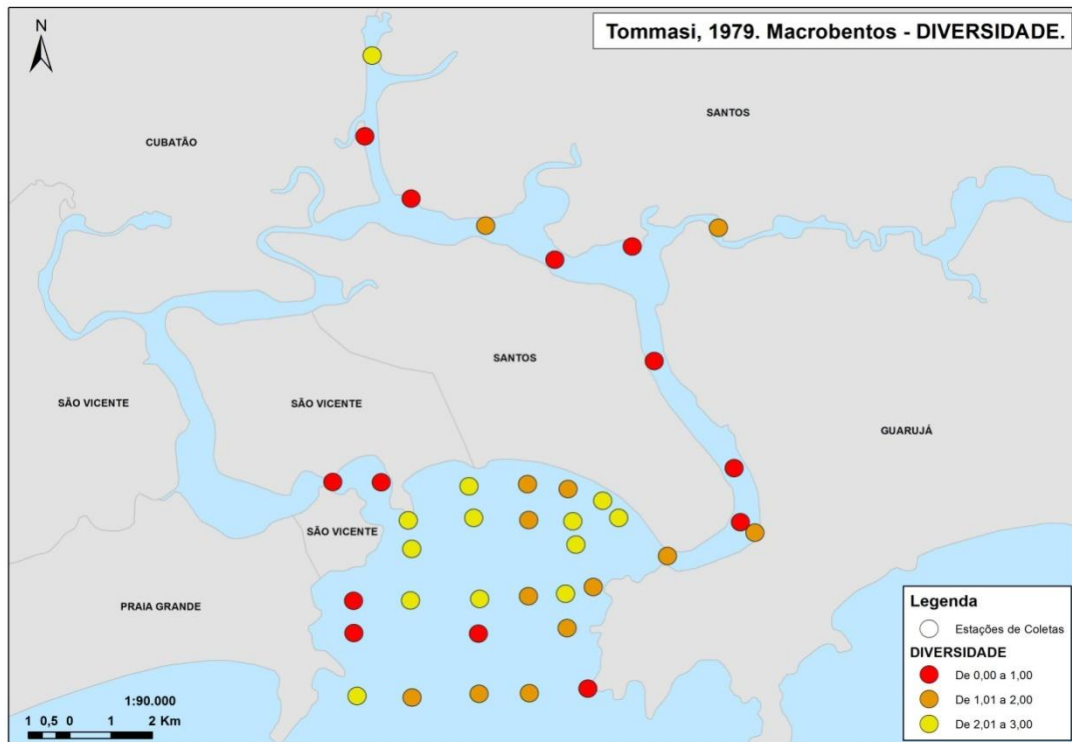 Tommasi, 1979. Macrobentos - DIVERSIDADE.
N
SANTOS
CUBATÃO
SANTOS
SÃO VICENTE
SÃO VICENTE
GUARUJÁ
SÃO VICENTE
PRAIA GRANDE
Legenda
Estações de Coletas
DIVERSIDADE
De 0,00 a 1,00
De 1,01 a 2,00
De 2,01 a 3,00
1:90.000
1 0,5 0 1 2 Km